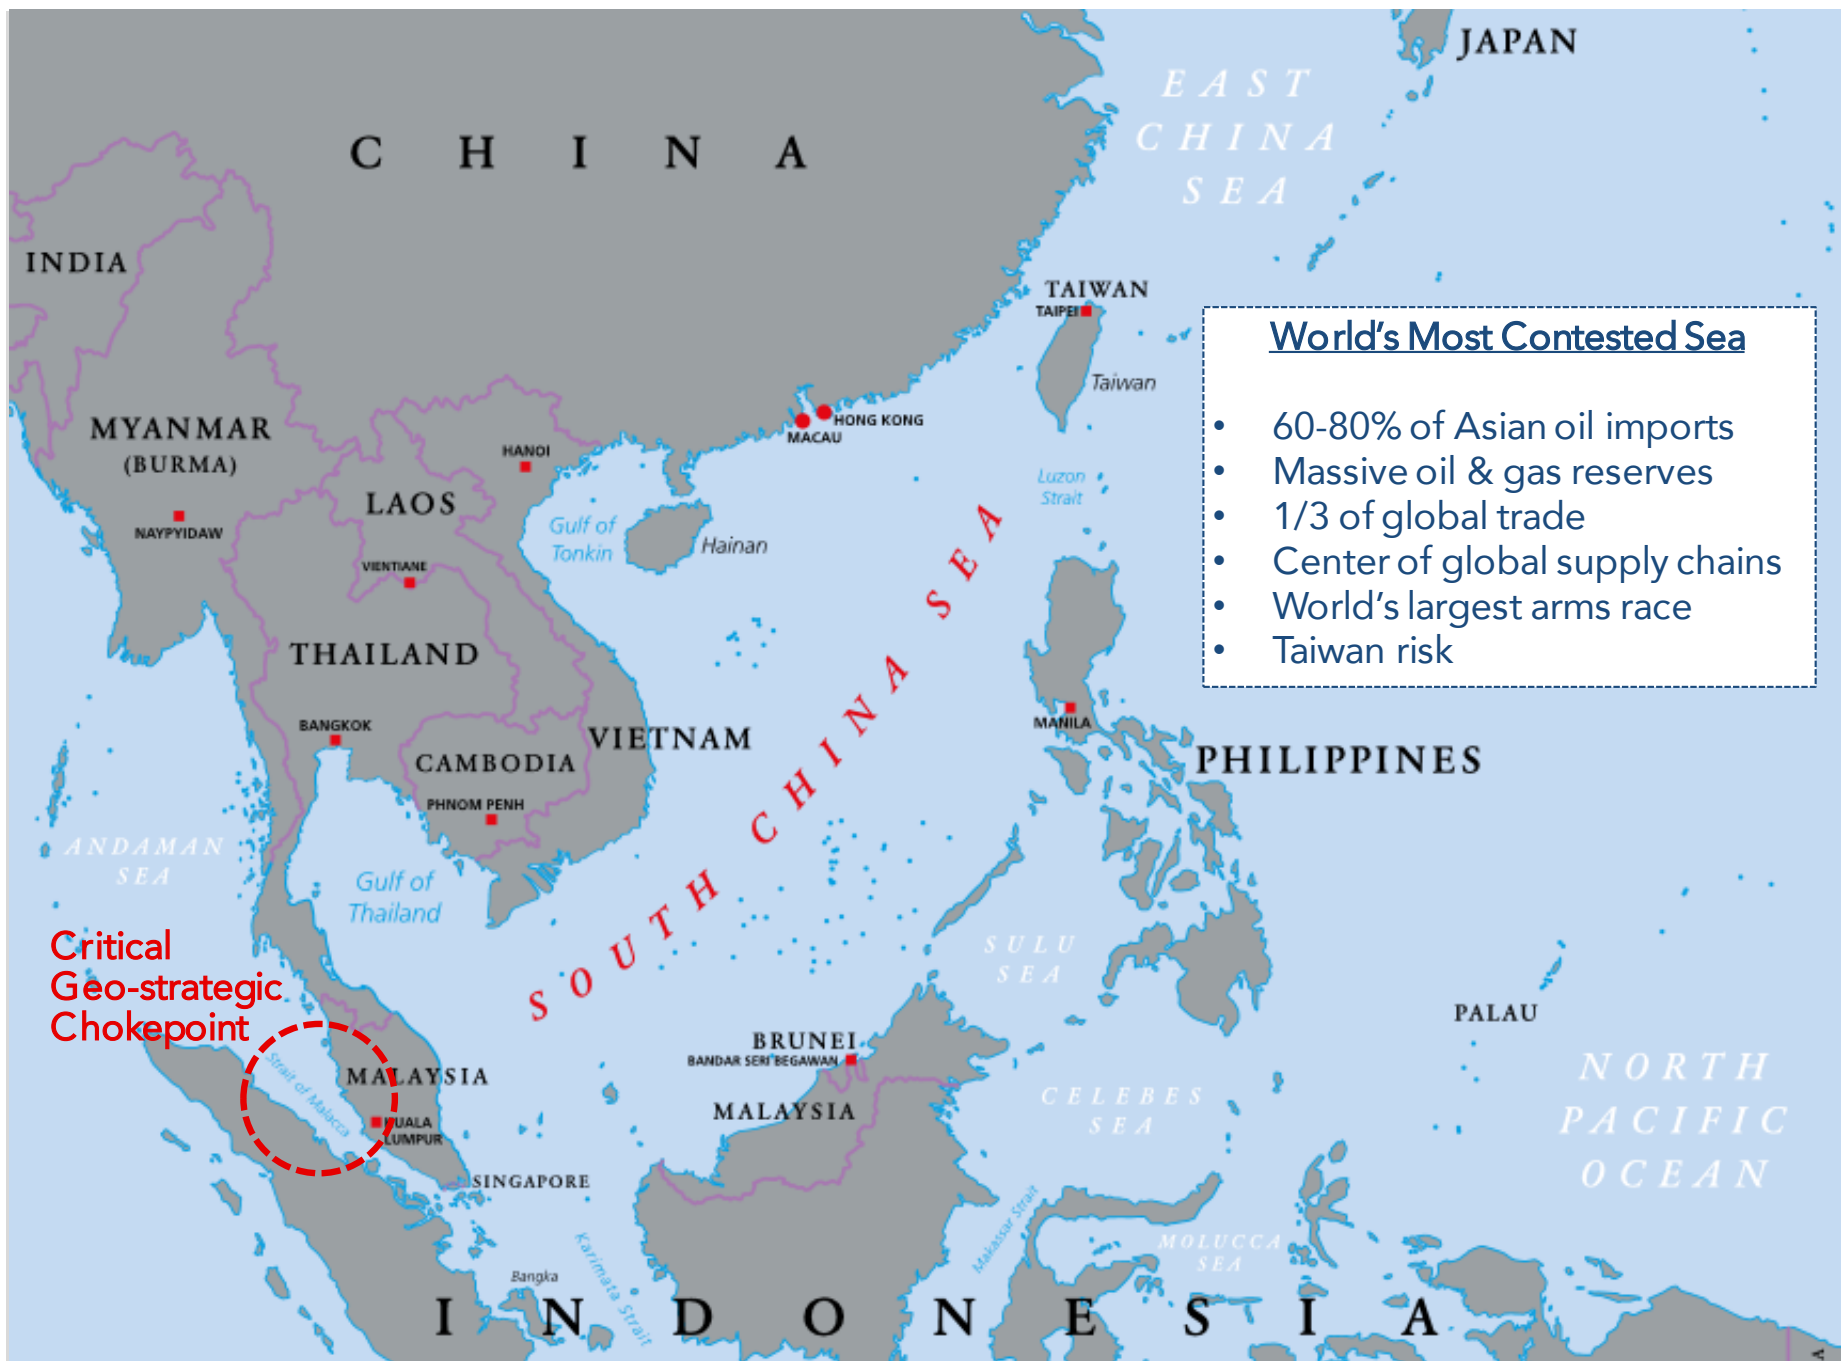 JAPAN
EAST
CHINA
SEA
CHINA
INDIA
TAIWAN
TAIPEI
Taiwan
World's Most Contested Sea
• 60-80% of Asian oil imports
• Massive oil & gas reserves
• 1/3 of global trade
• Center of global supply chains
• World's largest arms race
• Taiwan risk
MYANMAR
(BURMA)
NAYPYIDAW
HANOI
LAOS
VIENTIANE
HONG KONG
MACAU
Luzon
Strait
Gulf of
Tonkin
Hainan
THAILAND
BANGKOK
VIETNAM
CAMBODIA
PHNOM PENH
SOUTH CHINA SEA
MANILA
PHILIPPINES
ANDAMAN
SEA
Gulf of
Thailand
Critical
Geo-strategic
Chokepoint
SULU
SEA
PALAU
BRUNEI
BANDAR SERI BEGAWAN
Strait of Malacca
MALAYSIA
KUALA
LUMPUR
MALAYSIA
CELEBES
SEA
NORTH
PACIFIC
OCEAN
SINGAPORE
Makassar Strait
MOLUCCA
SEA
Karimata Strait
Bangka
INDONESIA
A